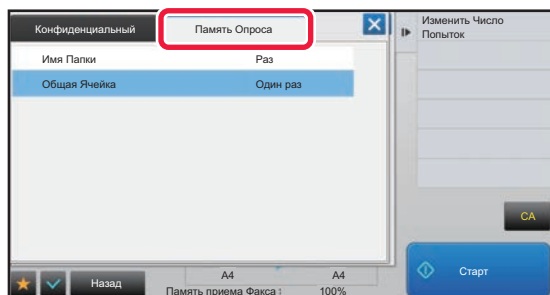 Конфиденциальный
Память Опроса
Имя Папки
Раз
Общая Ячейка
Один раз
Изменить Число
Попыток
CA
Старт
Назад
A4
A4
Память приема Факса :
100%